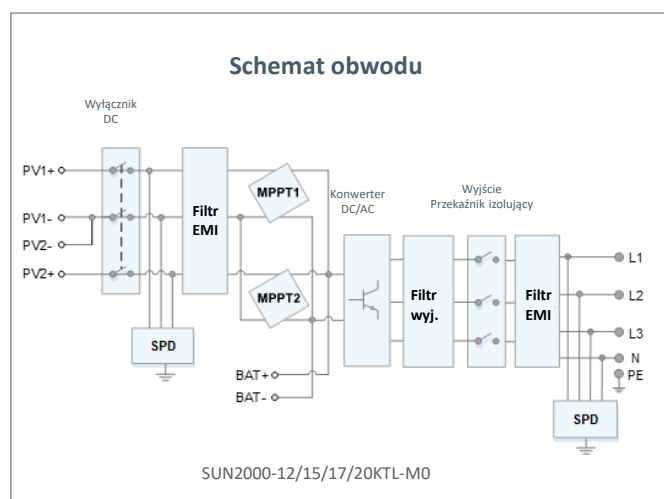 Schemat obwodu
Wyłącznik
DC
PV1+
PV1-
PV2-
PV2+
Filtr
EMI
SPD
MPPT1
MPPT2
BAT+
BAT-
Konwerter
DC/AC
Filtr
wyj.
Wyjście
Przekaźnik izolujący
Filtr
EMI
L1
L2
L3
N
PE
SPD
SUN2000-12/15/17/20KTL-M0